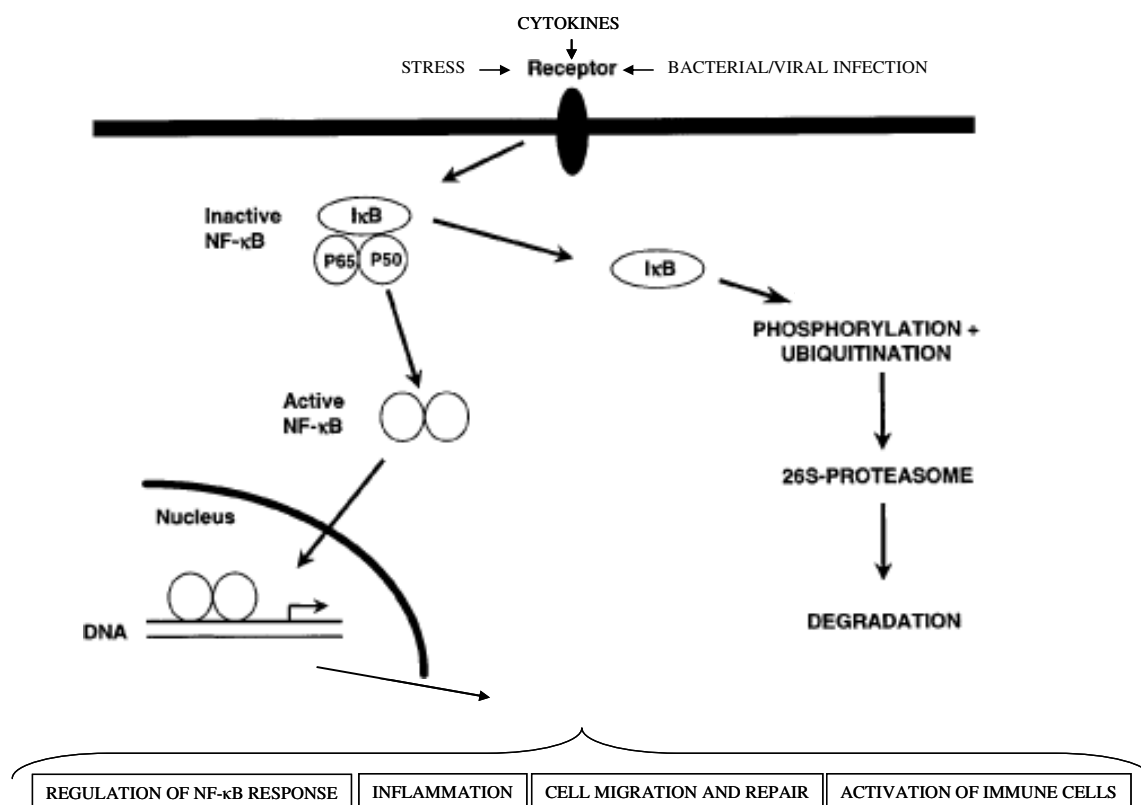 CYTOKINES
STRESS
Receptor
BACTERIAL/VIRAL INFECTION
Inactive
NF-κB
IκB
P65
P50
IκB
PHOSPHORYLATION +
UBIQUITINATION
Active
NF-κB
26S-PROTEASOME
Nucleus
DNA
DEGRADATION
REGULATION OF NF-κB RESPONSE
INFLAMMATION
CELL MIGRATION AND REPAIR
ACTIVATION OF IMMUNE CELLS